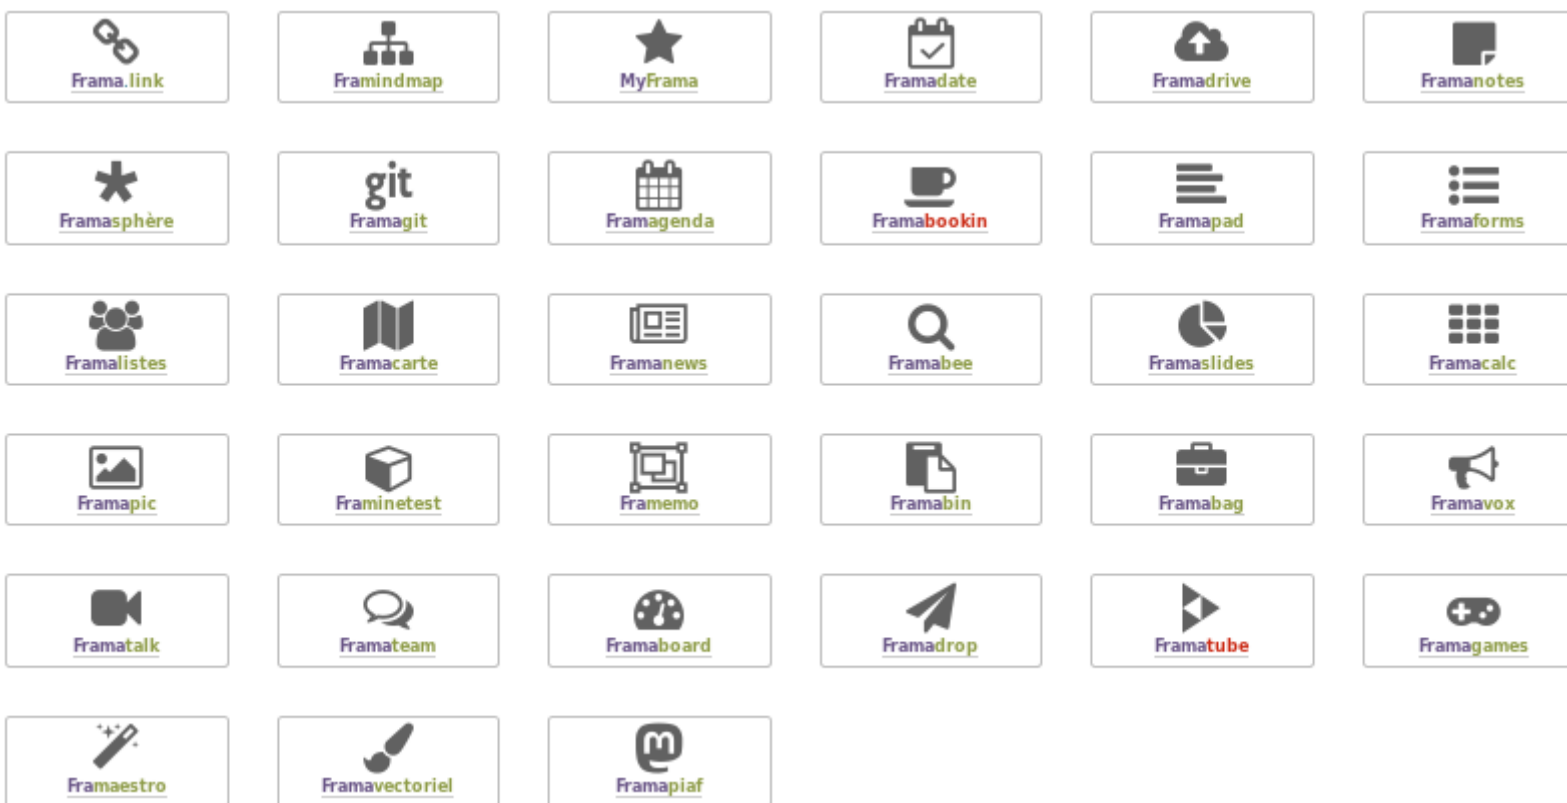 Frama.link
Framindmap
MyFrama
Framadate
Framadrive
Framanotes
Framasphère
git
Framagit
Framagenda
Framabookin
Framapad
Framaforms
Framalistes
Framacarte
Framanews
Framabee
Framaslides
Framacalc
Framapic
Framinetest
Framemo
Framabin
Framabag
Framavox
Framatalk
Framateam
Framaboard
Framadrop
Framatube
Framagames
Framaestro
Framavectoriel
Framapiaf